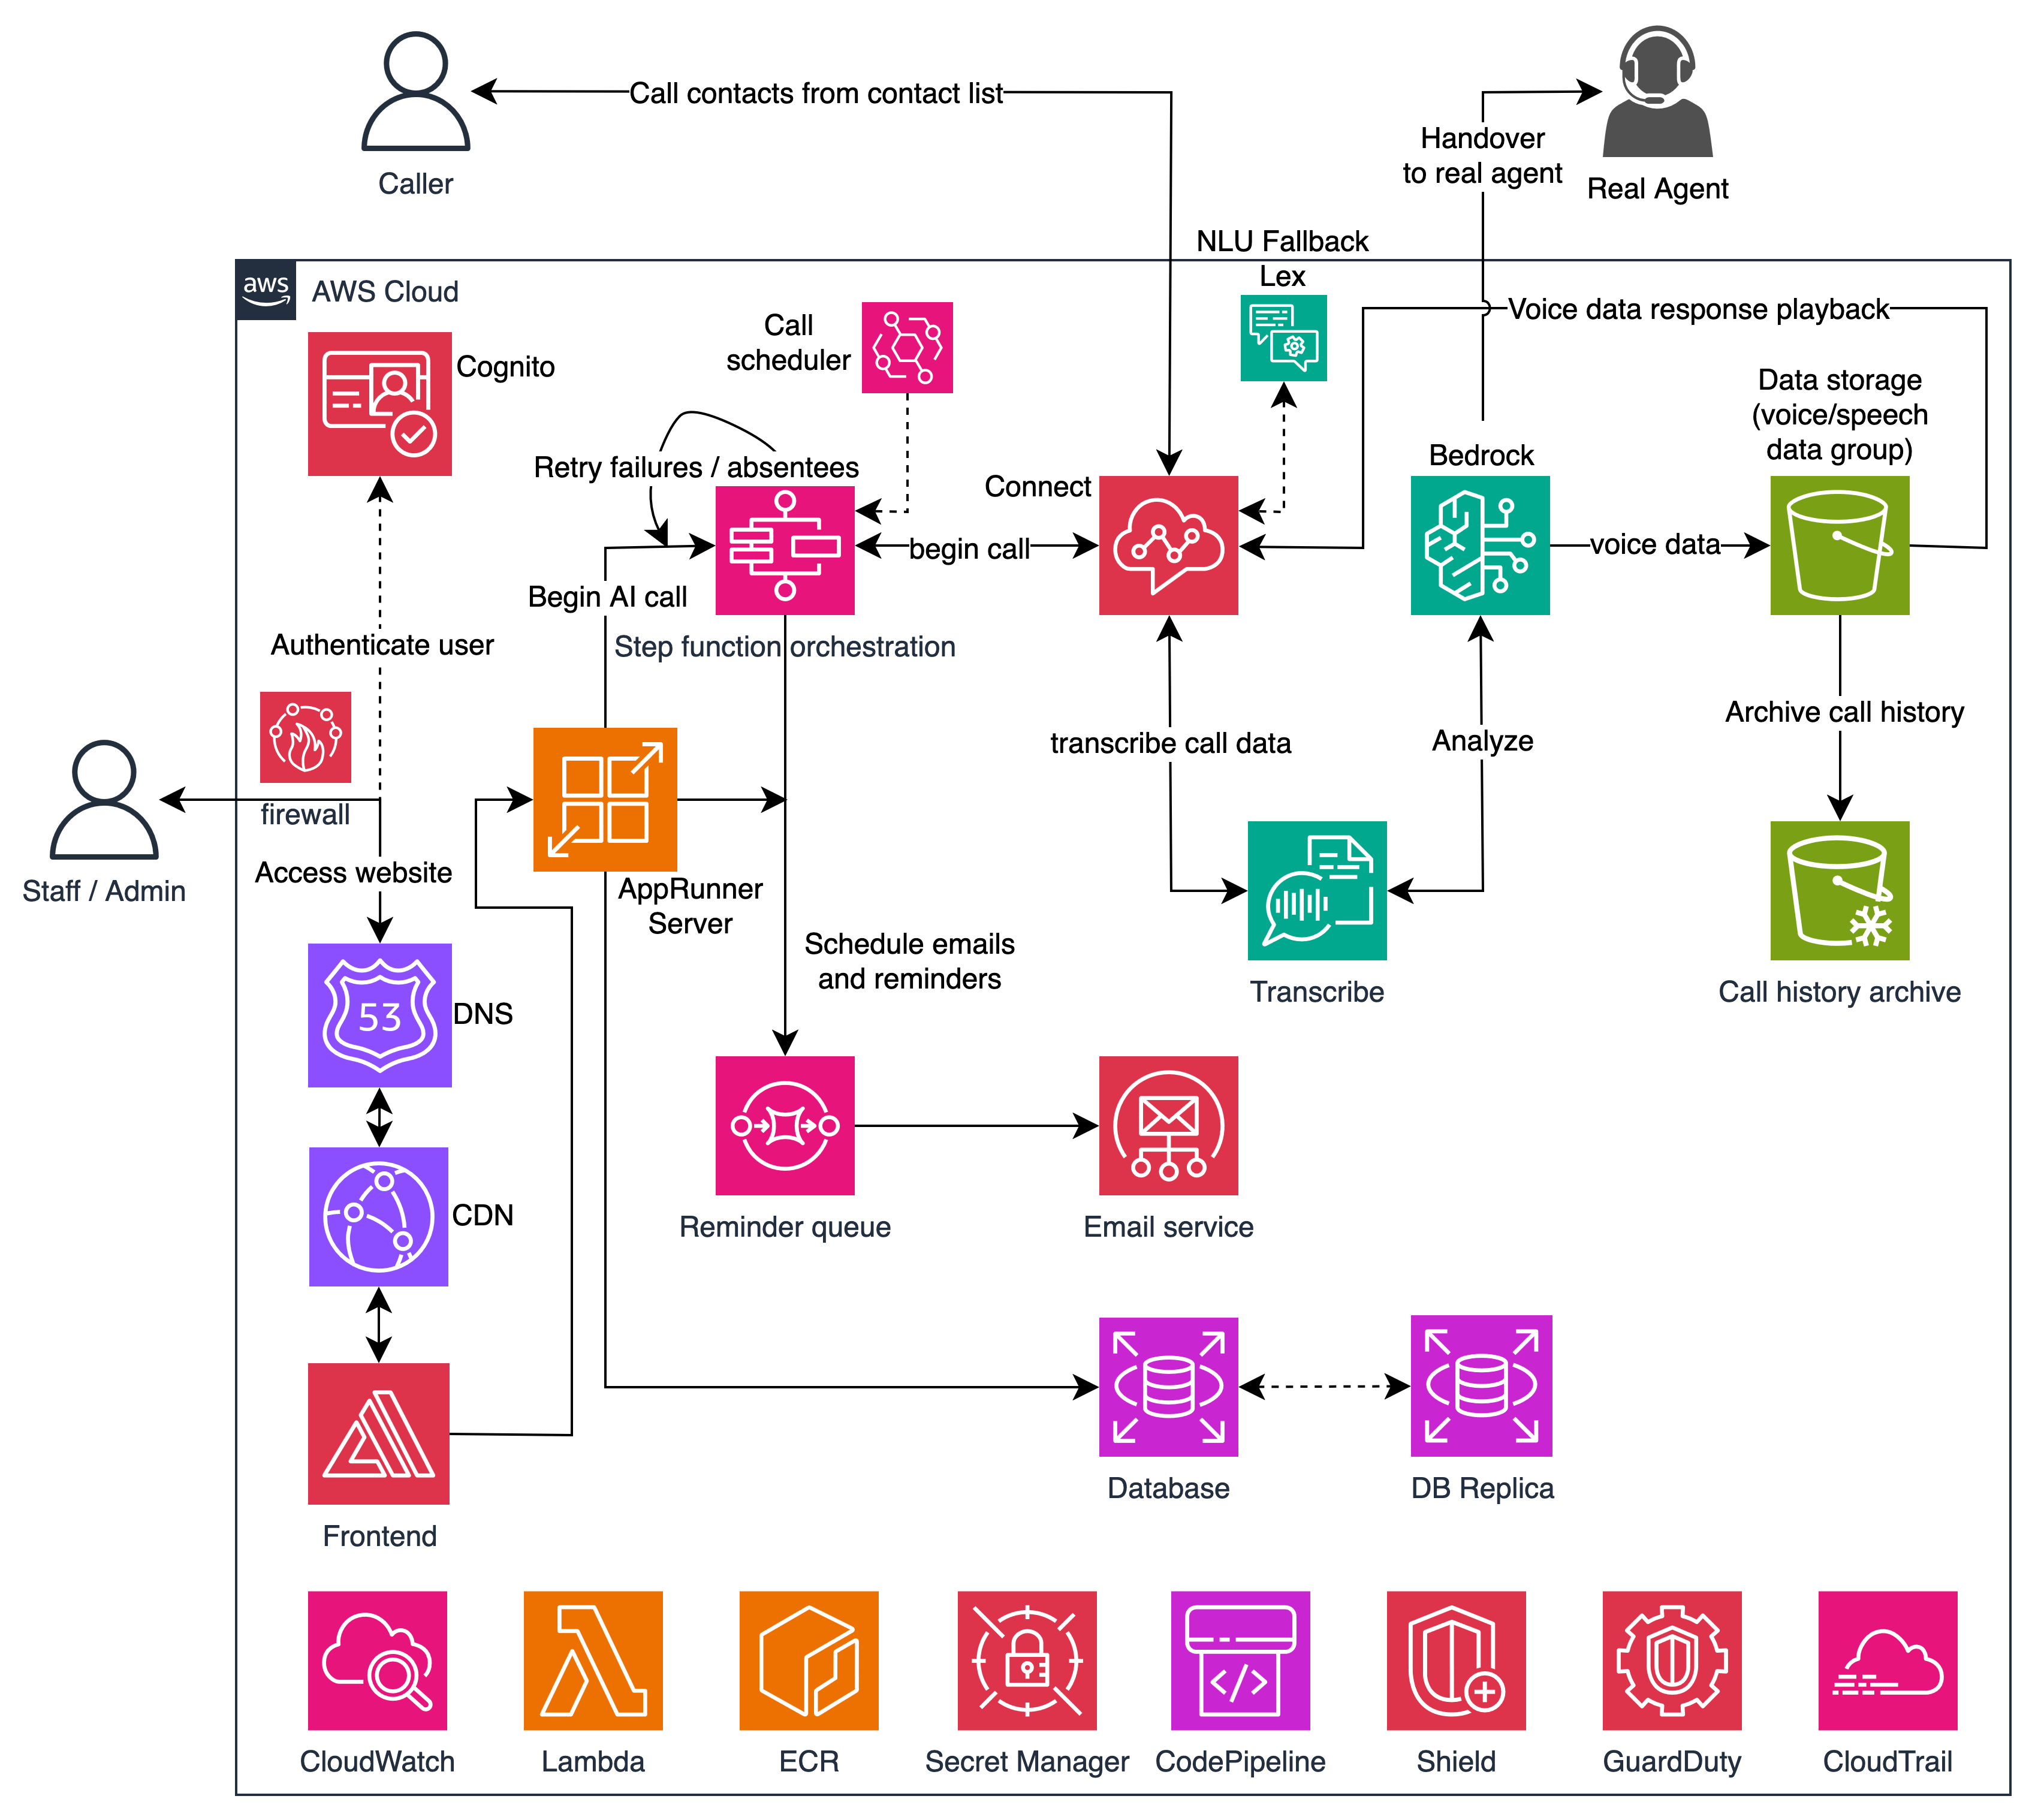 Call contacts from contact list
Caller
Handover
to real agent
Real Agent
NLU Fallback
Lex
aws
AWS Cloud
Cognito
Call
scheduler
Voice data response playback
Data storage
(voice/speech
data group)
Retry failures / absentees
Connect
Bedrock
begin call
voice data
Begin AI call
Step function orchestration
Authenticate user
firewall
Archive call history
transcribe call data
Analyze
Staff / Admin
Access website
AppRunner
Server
Schedule emails
and reminders
Transcribe
Call history archive
53
DNS
CDN
Reminder queue
Email service
Database
DB Replica
Frontend
</>
CloudWatch
Lambda
ECR
Secret Manager
CodePipeline
Shield
GuardDuty
CloudTrail